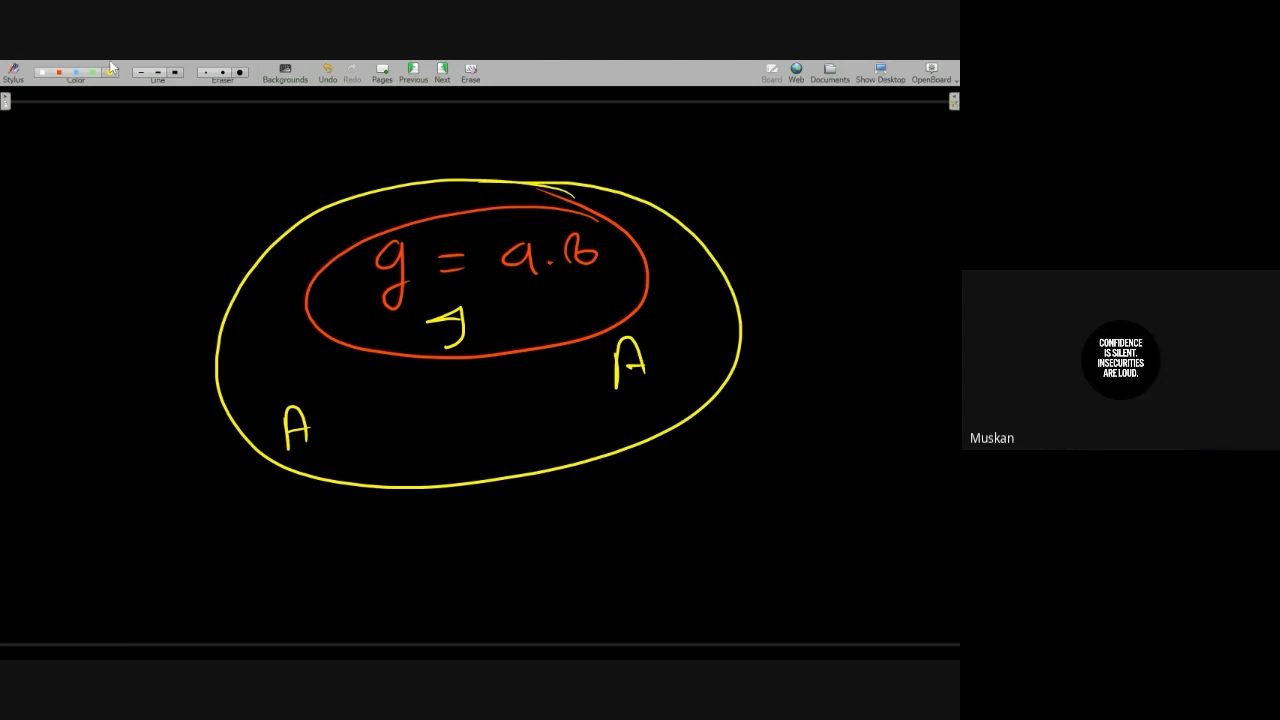 Stylus Color Line Eraser Backgrounds Undo Redo Pages Previous Next Erase Board Web Documents Show Desktop OpenBoard
g = a.b
g
A
A
CONFIDENCE
IS SILENT.
INSECURITIES
ARE LOUD.
Muskan